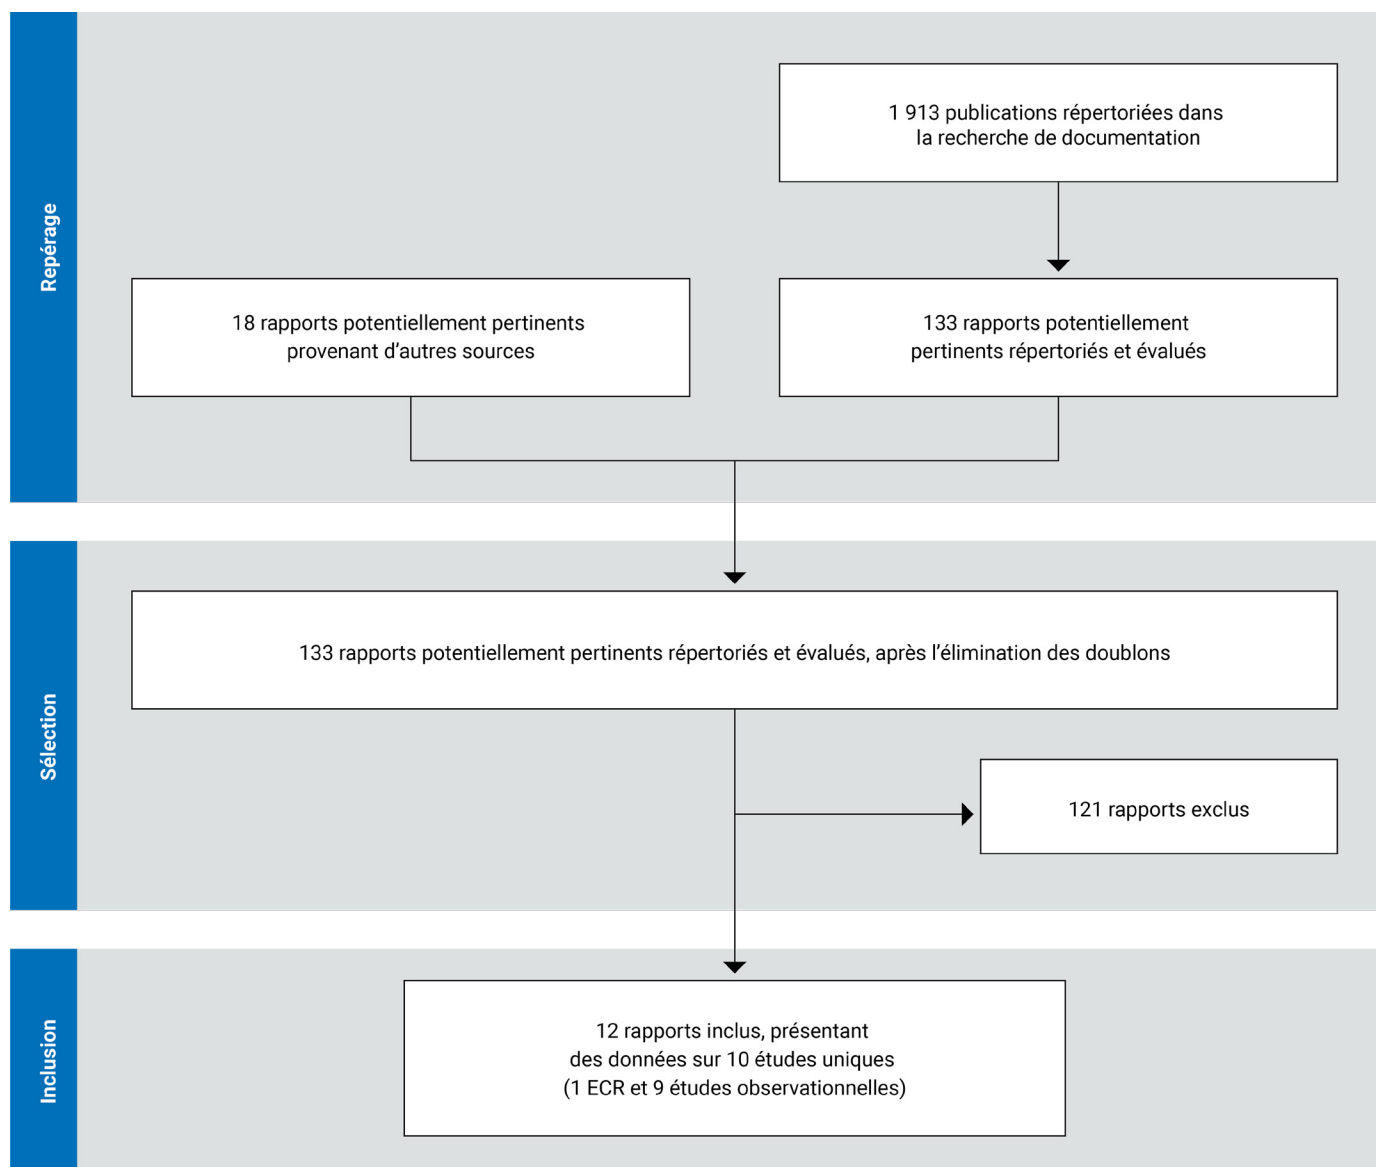 Repérage
1 913 publications répertoriées dans
la recherche de documentation
18 rapports potentiellement pertinents
provenant d'autres sources
133 rapports potentiellement
pertinents répertoriés et évalués
Sélection
133 rapports potentiellement pertinents répertoriés et évalués, après l'élimination des doublons
121 rapports exclus
Inclusion
12 rapports inclus, présentant
des données sur 10 études uniques
(1 ECR et 9 études observationnelles)